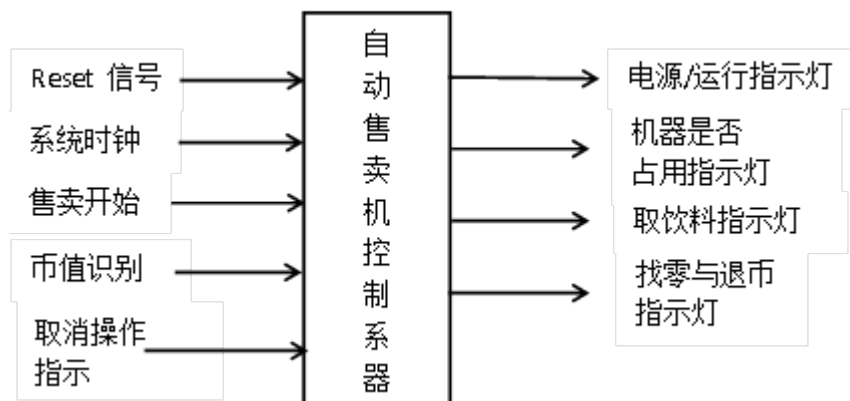 Reset 信号
系统时钟
售卖开始
币值识别
取消操作
指示
自
动
售
卖
机
控
制
系
器
电源/运行指示灯
机器是否
占用指示灯
取饮料指示灯
找零与退币
指示灯